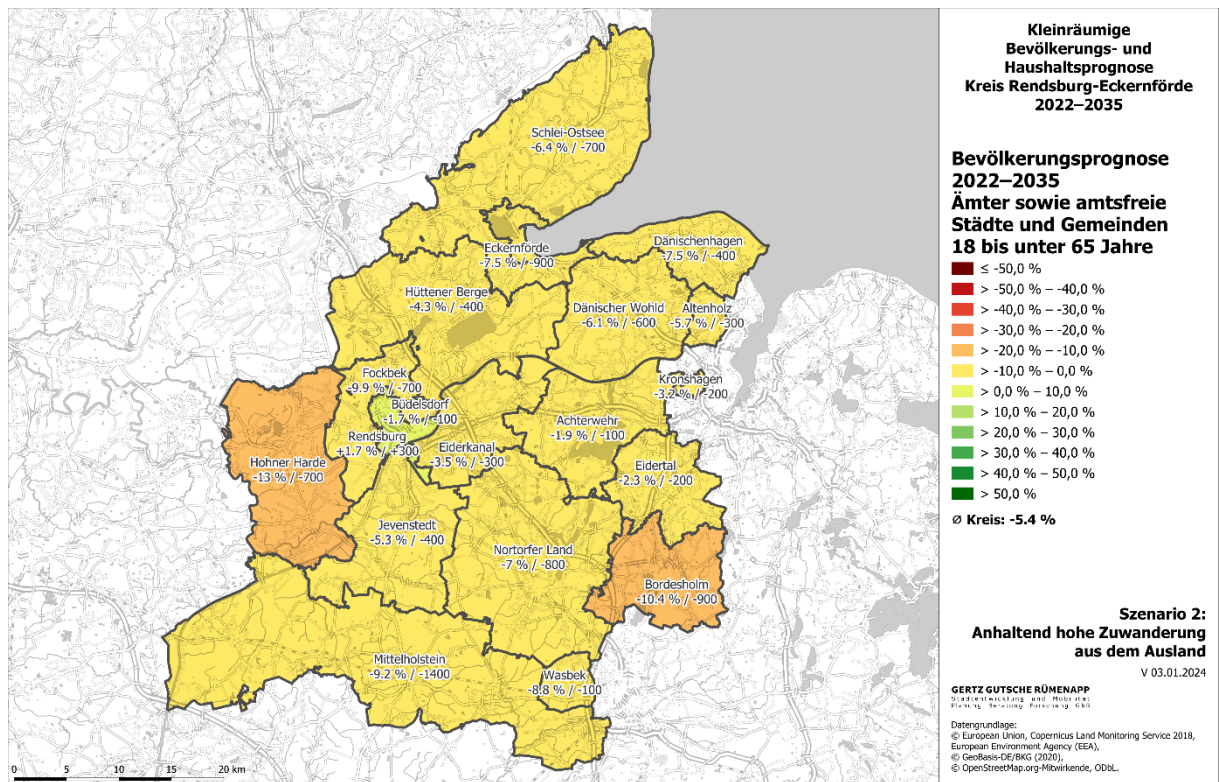 Kleinräumige
Bevölkerungs- und
Haushaltsprognose
Kreis Rendsburg-Eckernförde
2022–2035
Bevölkerungsprognose
2022–2035
Ämter sowie amtsfreie
Städte und Gemeinden
18 bis unter 65 Jahre
≤ -50,0 %
> -50,0 % – -40,0 %
> -40,0 % – -30,0 %
> -30,0 % – -20,0 %
> -20,0 % – -10,0 %
> -10,0 % – 0,0 %
> 0,0 % – 10,0 %
> 10,0 % – 20,0 %
> 20,0 % – 30,0 %
> 30,0 % – 40,0 %
> 40,0 % – 50,0 %
> 50,0 %
Ø Kreis: -5.4 %
Szenario 2:
Anhaltend hohe Zuwanderung
aus dem Ausland
V 03.01.2024
GERTZ GUTSCHE RÜMENAPP
Stadtentwicklung und Mobilität
Planung Beratung Forschung GbR
Datengrundlage:
© European Union, Copernicus Land Monitoring Service 2018,
European Environment Agency (EEA),
© GeoBasis-DE/BKG (2020),
© OpenStreetMap.org-Mitwirkende, ODbL.
Schlei-Ostsee
-6.4 % / -700
Eckernförde
-7.5 % / -900
Dänischenhagen
-7.5 % / -400
Hüttener Berge
-4.3 % / -400
Dänischer Wohld
-6.1 % / -600
Altenholz
-5.7 % / -300
Fockbek
-9.9 % / -700
Kronshagen
-3.2 % / -200
Büdelsdorf
-1.7 % / -100
Achterwehr
-1.9 % / -100
Rendsburg
+1.7 % / +300
Eiderkanal
-3.5 % / -300
Hohner Harde
-13 % / -700
Eidertal
-2.3 % / -200
Jevenstedt
-5.3 % / -400
Nortorfer Land
-7 % / -800
Bordesholm
-10.4 % / -900
Mittelholstein
-9.2 % / -1400
Wasbek
-8.8 % / -100
0 5 10 15 20 km